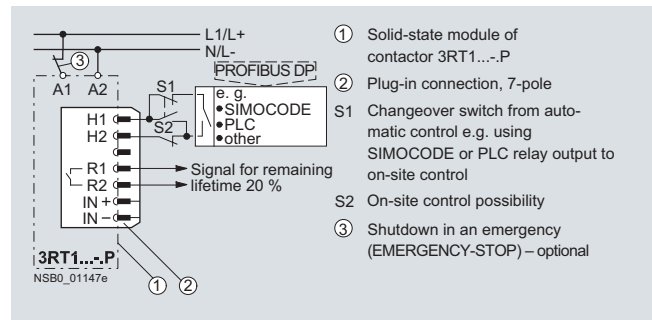 L1/L+
N/L-
③
PROFIBUS DP
A1 A2
S1
e. g.
●SIMOCODE
●PLC
●other
H1
H2
S2
R1
R2
Signal for remaining
lifetime 20 %
IN +
IN –
3RT1...-.P
NSB0_01147e
① ②
① Solid-state module of
contactor 3RT1...-.P
② Plug-in connection, 7-pole
S1 Changeover switch from auto-
matic control e.g. using
SIMOCODE or PLC relay output to
on-site control
S2 On-site control possibility
③ Shutdown in an emergency
(EMERGENCY-STOP) – optional